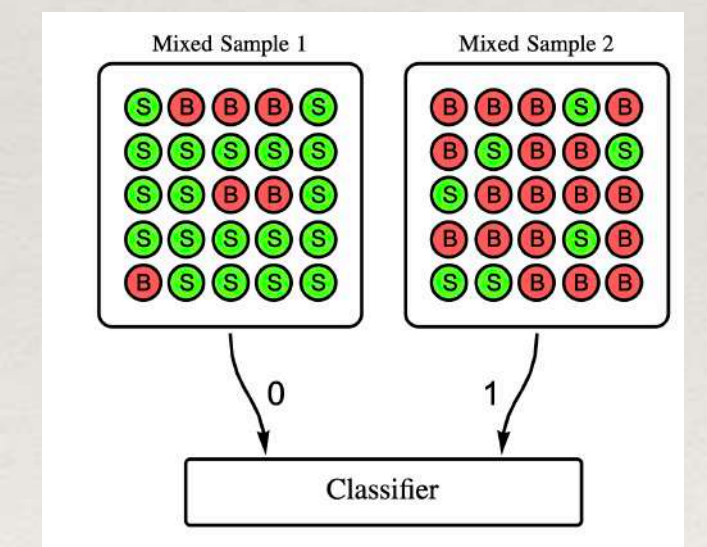 Mixed Sample 1
Mixed Sample 2
S B B B S
B B B S B
S S S S S
B S B B S
S S B B S
S B B B B
S S S S S
B B B S B
B S S S S
S S B B B
0
1
Classifier